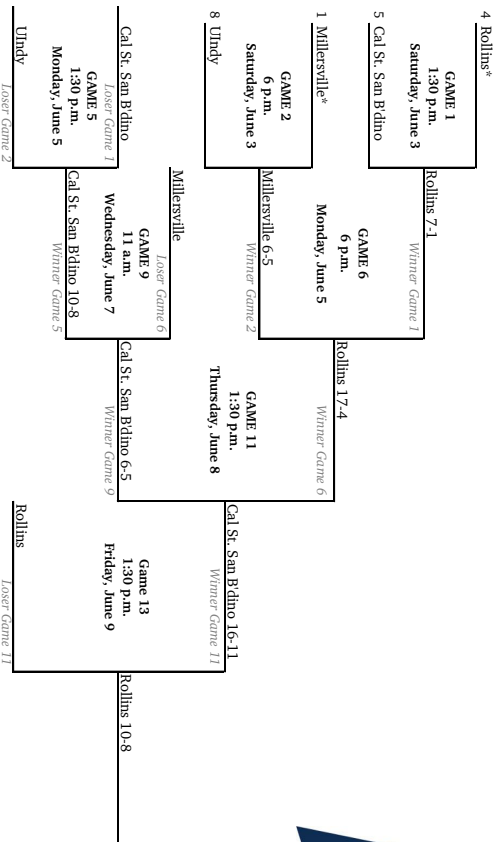 4 Rollins*
GAME 1
1:30 p.m.
Saturday, June 3
5 Cal St. San B'dino
Rollins 7-1
Winner Game 1
1 Millersville*
GAME 2
6 p.m.
Saturday, June 3
8 UIndy
Millersville 6-5
Winner Game 2
GAME 6
6 p.m.
Monday, June 5
Rollins 17-4
Winner Game 6
Cal St. San B'dino
Loser Game 1
GAME 5
1:30 p.m.
Monday, June 5
UIndy
Loser Game 2
Millersville
Loser Game 6
GAME 9
11 a.m.
Wednesday, June 7
Cal St. San B'dino 10-8
Winner Game 5
Cal St. San B'dino 6-5
Winner Game 9
GAME 11
1:30 p.m.
Thursday, June 8
Cal St. San B'dino 16-11
Winner Game 11
Game 13
1:30 p.m.
Friday, June 9
Rollins
Loser Game 11
Rollins 10-8